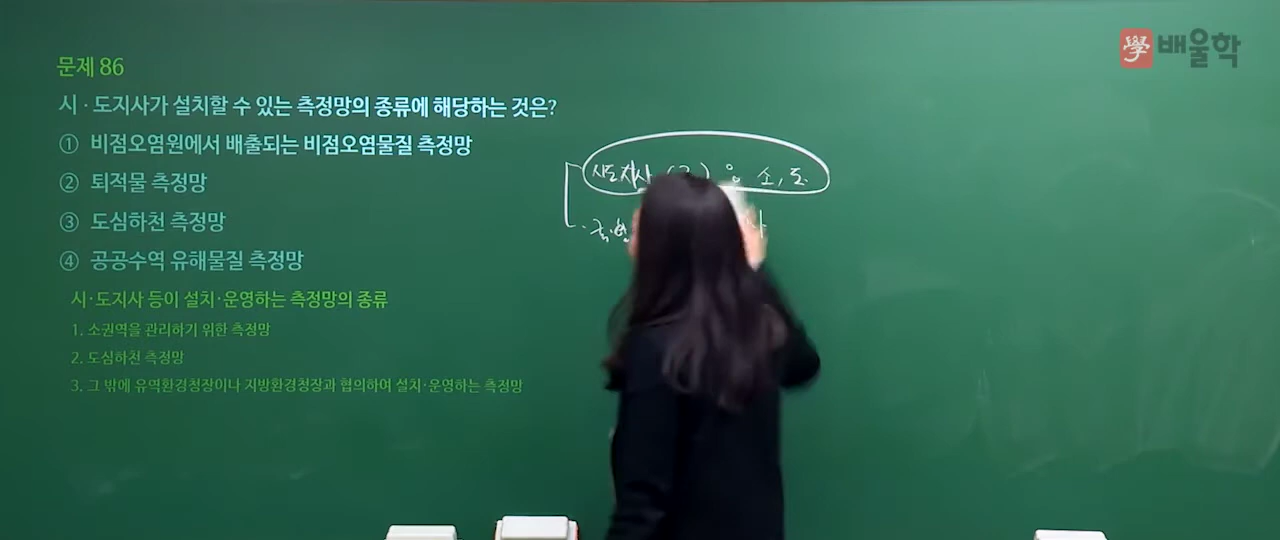 學 배울학
문제 86
시·도지사가 설치할 수 있는 측정망의 종류에 해당하는 것은?
① 비점오염원에서 배출되는 비점오염물질 측정망
② 퇴적물 측정망
③ 도심하천 측정망
④ 공공수역 유해물질 측정망
시·도지사 등이 설치·운영하는 측정망의 종류
1. 소권역을 관리하기 위한 측정망
2. 도심하천 측정망
3. 그 밖에 유역환경청장이나 지방환경청장과 협의하여 설치·운영하는 측정망
시도지사 소, 도